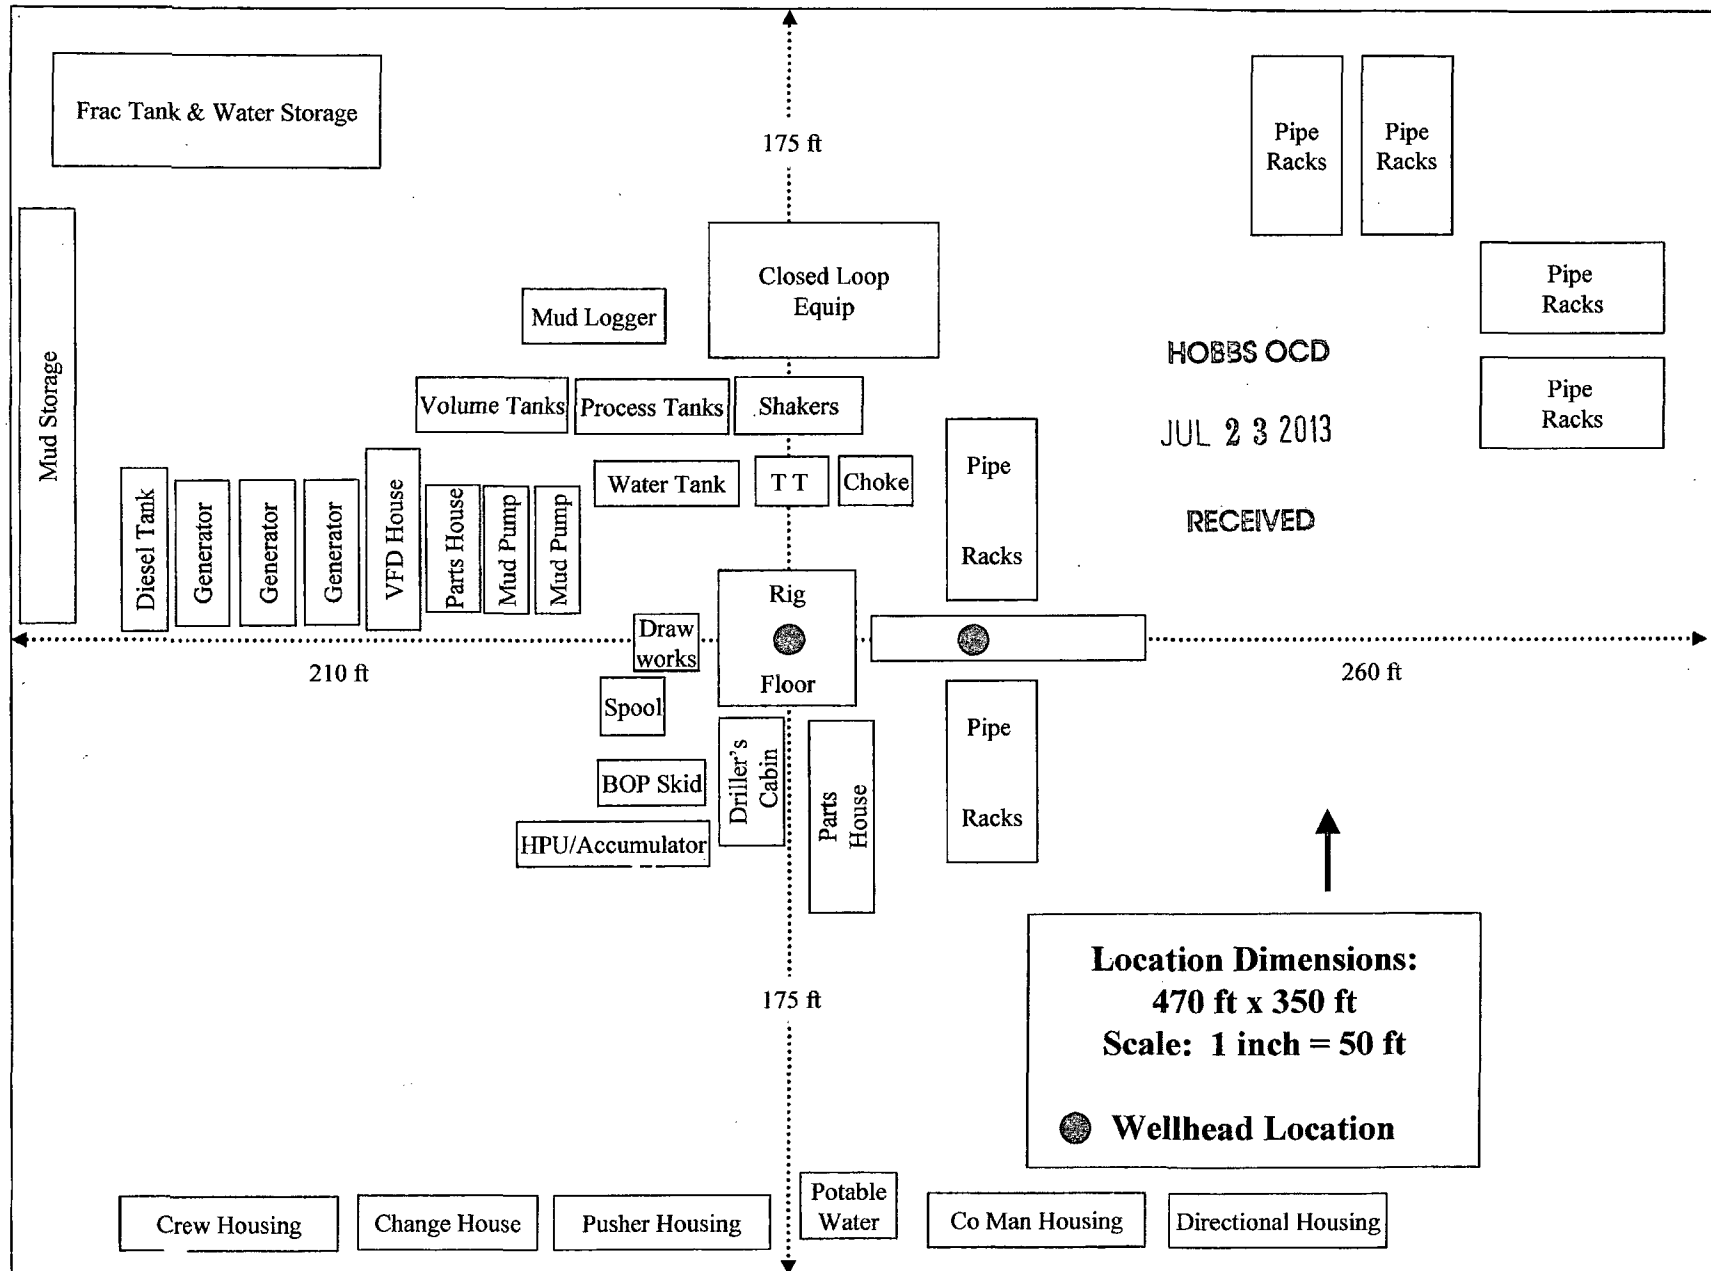 Frac Tank & Water Storage
175 ft
Pipe
Racks
Pipe
Racks
Mud Storage
Closed Loop
Equip
Mud Logger
Pipe
Racks
HOBBS OCD
Pipe
Racks
JUL 23 2013
RECEIVED
Volume Tanks
Process Tanks
Shakers
Water Tank
T T
Choke
Pipe
Racks
Diesel Tank
Generator
Generator
Generator
VFD House
Parts House
Mud Pump
Mud Pump
Rig
Floor
Draw
works
210 ft
260 ft
Spool
BOP Skid
HPU/Accumulator
Driller's
Cabin
Parts
House
Pipe
Racks
175 ft
Location Dimensions:
470 ft x 350 ft
Scale: 1 inch = 50 ft
Wellhead Location
Crew Housing
Change House
Pusher Housing
Potable
Water
Co Man Housing
Directional Housing